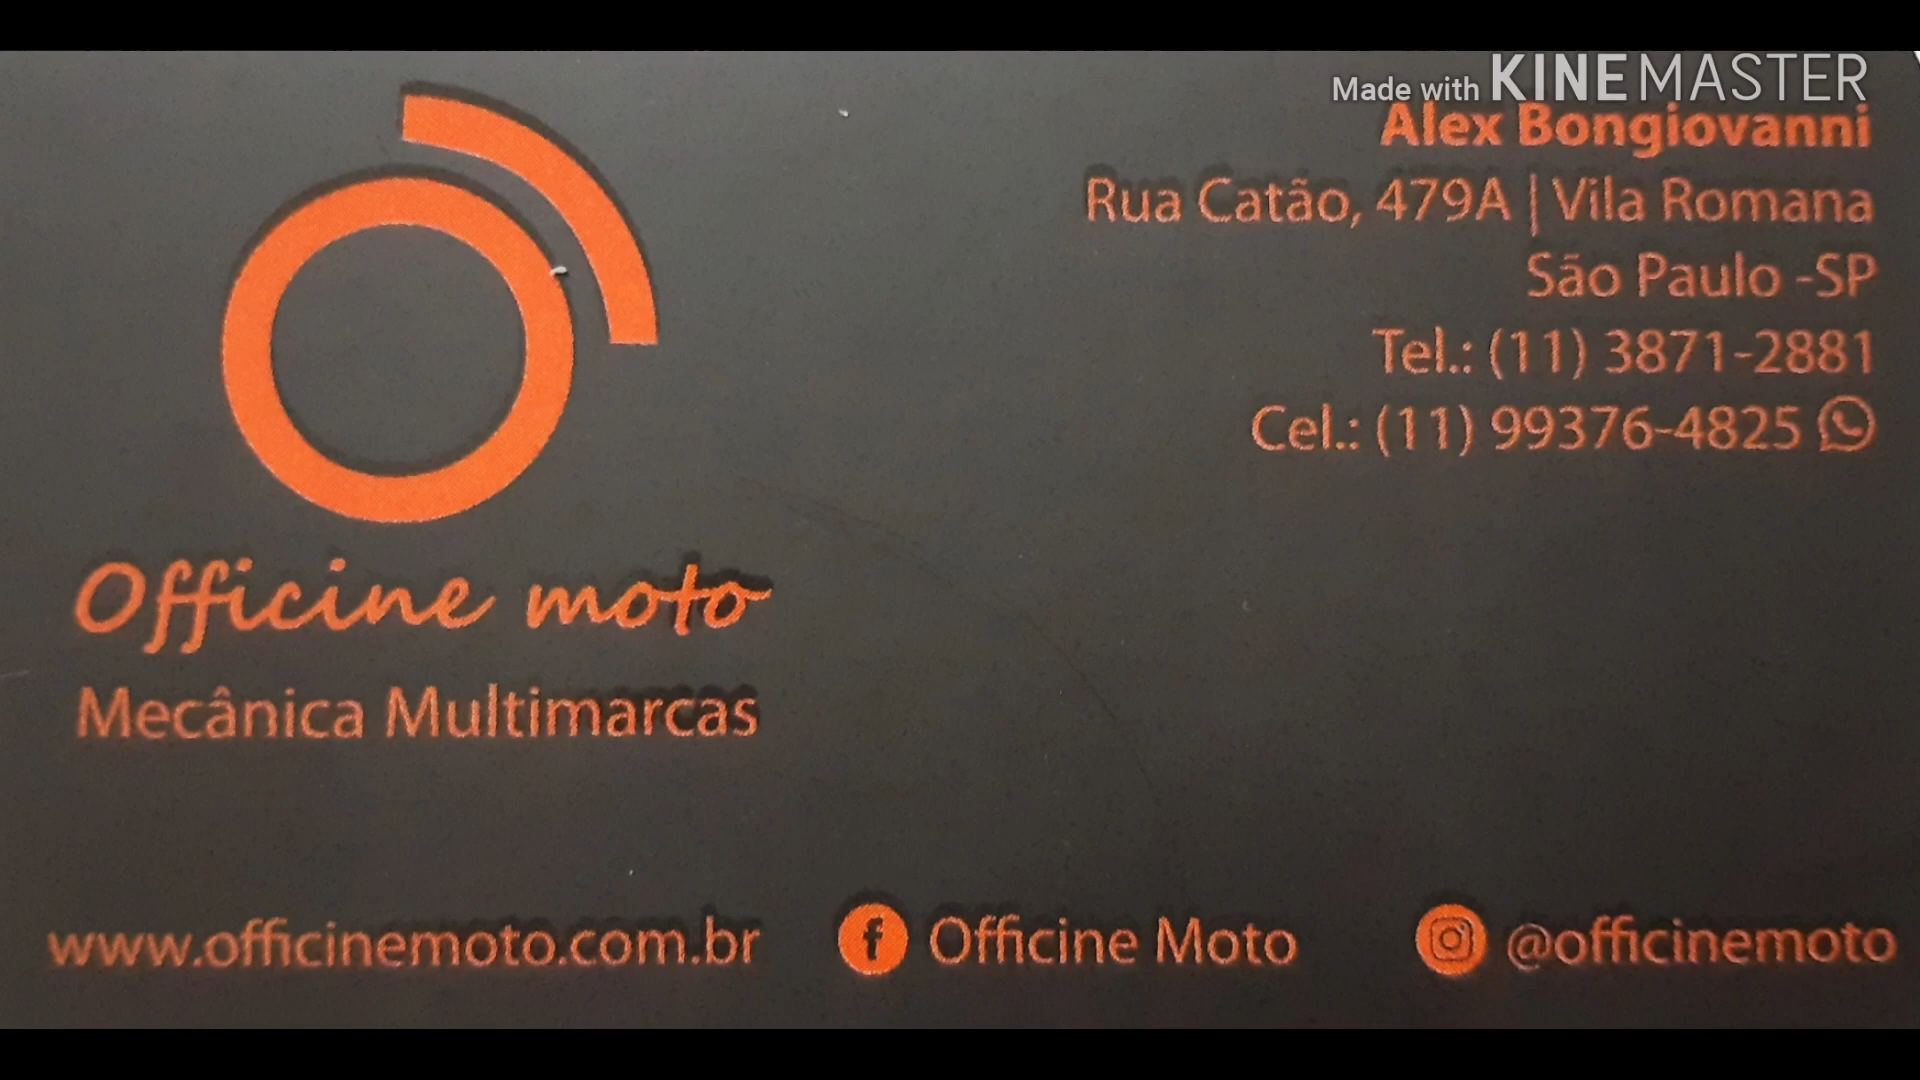 Made with KINEMASTER
Alex Bongiovanni
Rua Catão, 479A | Vila Romana
São Paulo -SP
Tel.: (11) 3871-2881
Cel.: (11) 99376-4825
Officine moto
Mecânica Multimarcas
www.officinemoto.com.br
Officine Moto
@officinemoto